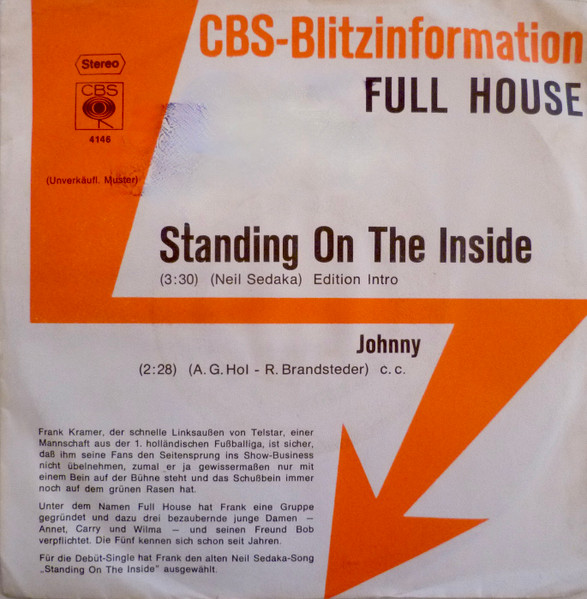 CBS-Blitzinformation
Stereo
FULL HOUSE
CBS
4146
(Unverkäufl. Muster)
Standing On The Inside
(3:30) (Neil Sedaka) Edition Intro
Johnny
(2:28) (A. G. Hol - R. Brandsteder) c. c.
Frank Kramer, der schnelle Linksaußen von Telstar, einer
Mannschaft aus der 1. holländischen Fußballiga, ist sicher,
daß ihm seine Fans den Seitensprung ins Show-Business
nicht übelnehmen, zumal er ja gewissermaßen nur mit
einem Bein auf der Bühne steht und das Schußbein immer
noch auf dem grünen Rasen hat.
Unter dem Namen Full House hat Frank eine Gruppe
gegründet und dazu drei bezaubernde junge Damen –
Annet, Carry und Wilma – und seinen Freund Bob
verpflichtet. Die Fünf kennen sich schon seit Jahren.
Für die Debüt-Single hat Frank den alten Neil Sedaka-Song
„Standing On The Inside" ausgewählt.